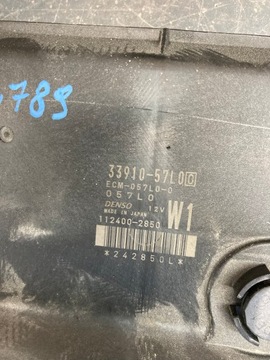 789
33910-57L0 D
ECM-057L0-0
057L0
DENSO 12V W1
MADE IN JAPAN
112400-2850
*242850L*